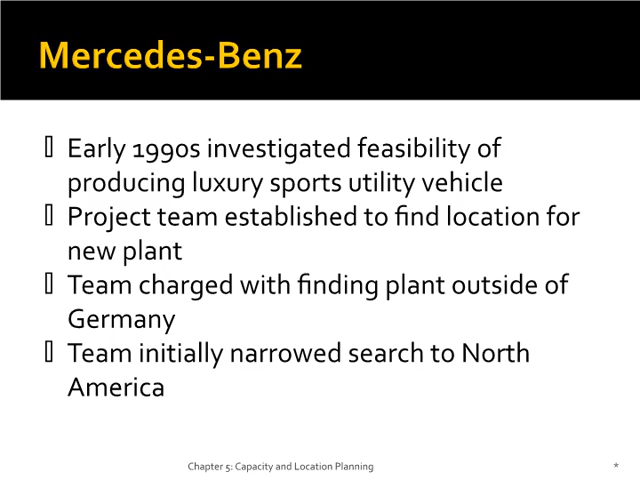 Mercedes-Benz
▯ Early 1990s investigated feasibility of
producing luxury sports utility vehicle
▯ Project team established to find location for
new plant
▯ Team charged with finding plant outside of
Germany
▯ Team initially narrowed search to North
America
Chapter 5: Capacity and Location Planning
*